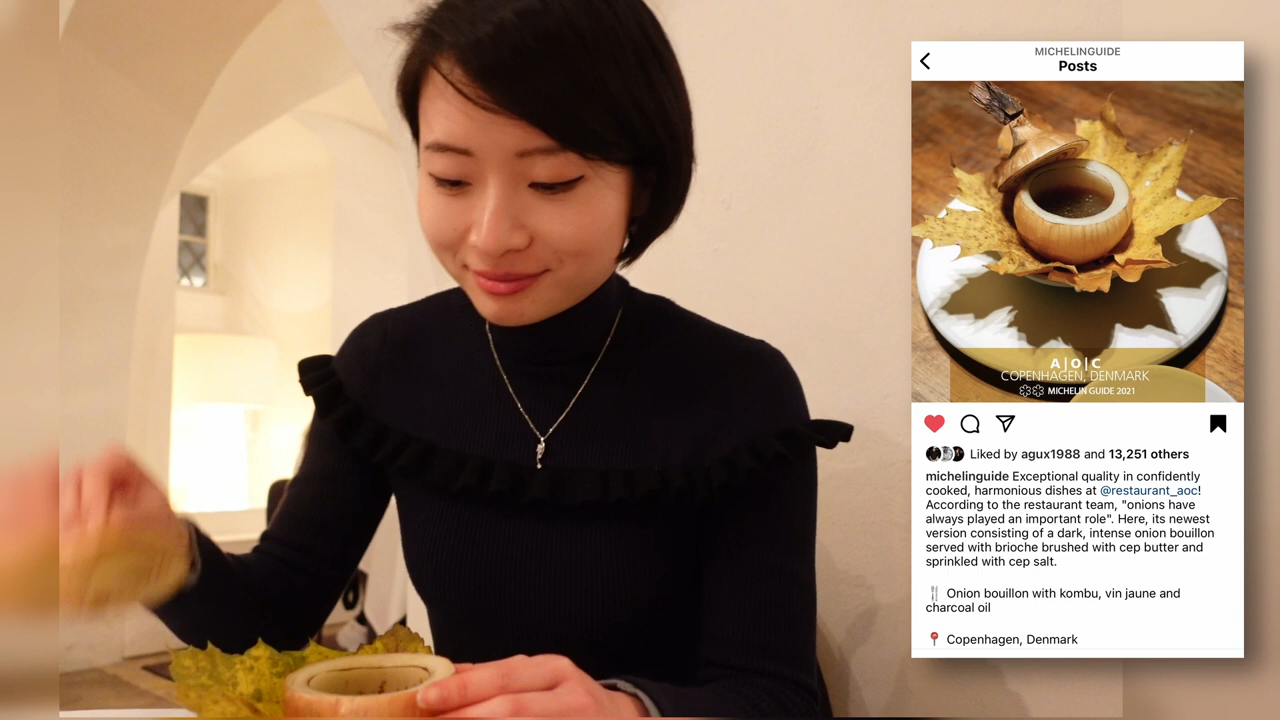 MICHELINGUIDE
Posts
A|O|C
COPENHAGEN, DENMARK
MICHELIN GUIDE 2021
Liked by agux1988 and 13,251 others
michelinguide Exceptional quality in confidently
cooked, harmonious dishes at @restaurant_aoc!
According to the restaurant team, "onions have
always played an important role". Here, its newest
version consisting of a dark, intense onion bouillon
served with brioche brushed with cep butter and
sprinkled with cep salt.
Onion bouillon with kombu, vin jaune and
charcoal oil
Copenhagen, Denmark